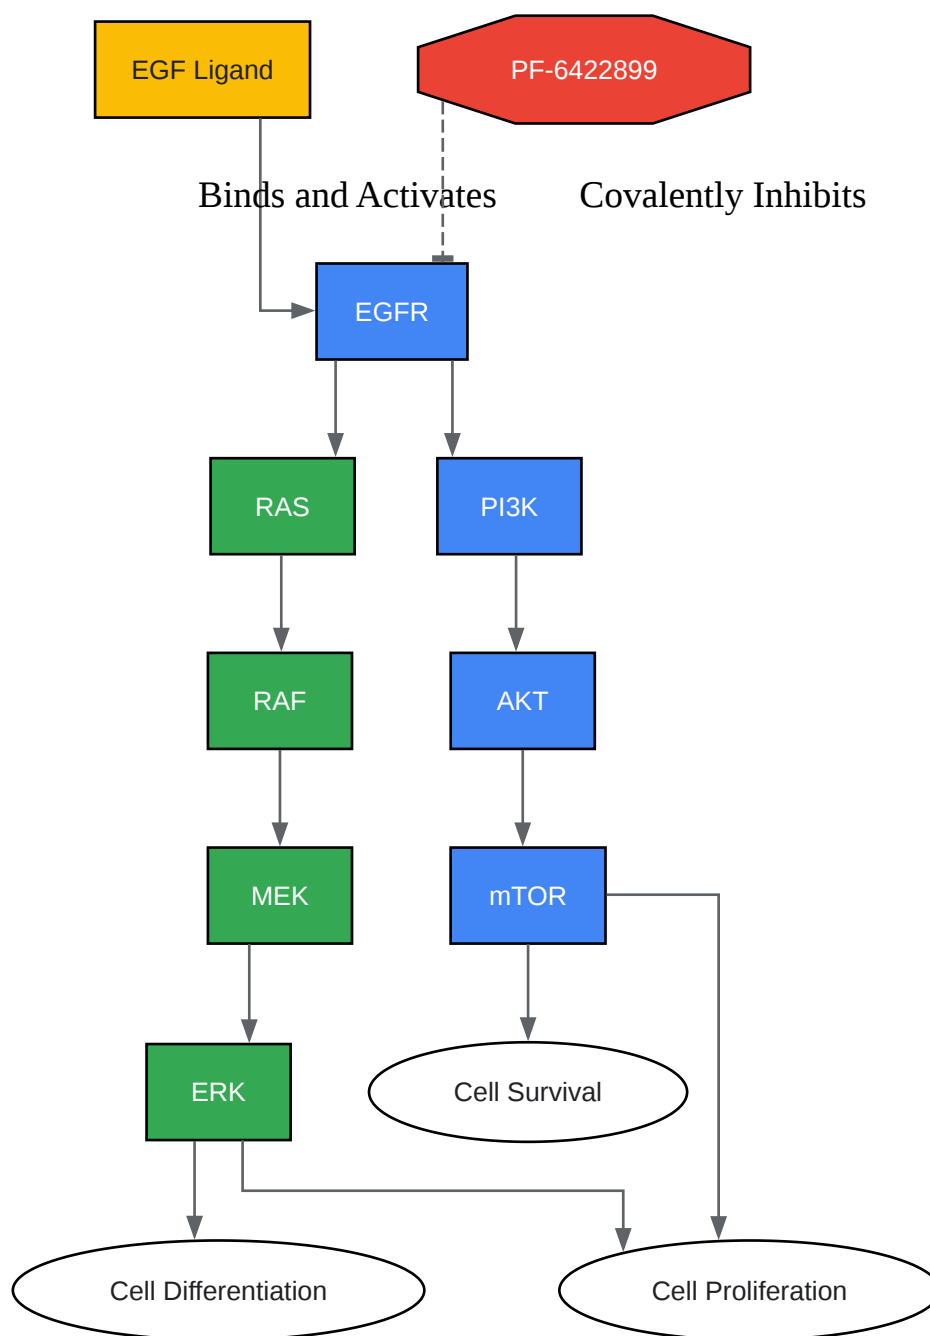 EGF Ligand
PF-6422899
Binds and Activates
Covalently Inhibits
EGFR
RAS
PI3K
RAF
AKT
MEK
mTOR
ERK
Cell Survival
Cell Differentiation
Cell Proliferation